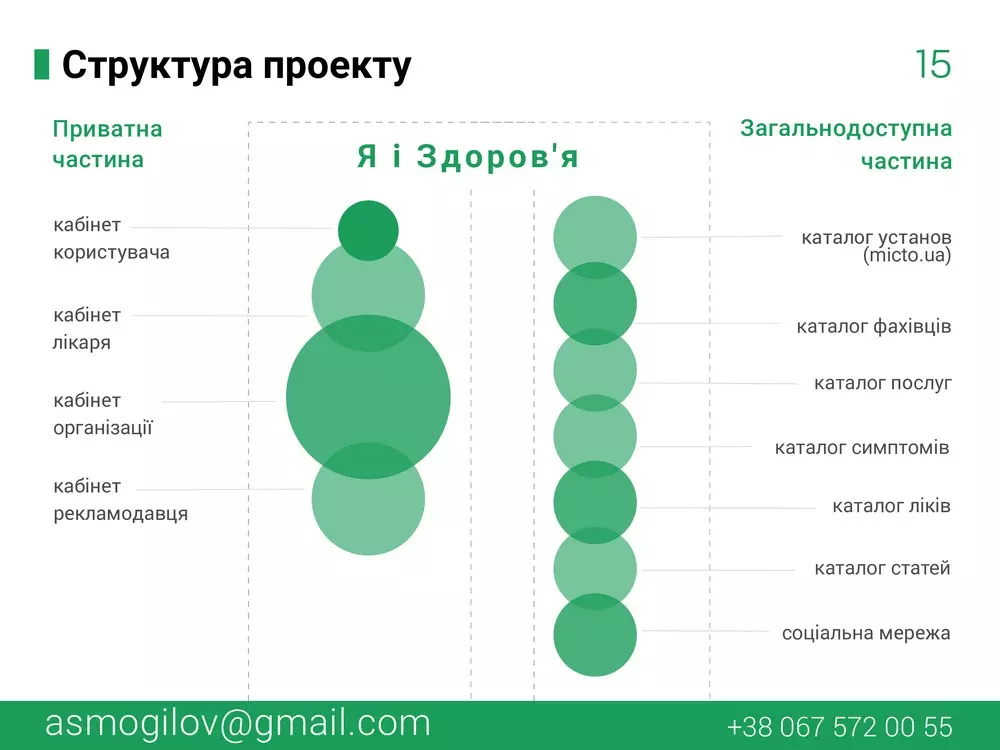 Структура проекту
15
Приватна
частина
Я і Здоров'я
Загальнодоступна
частина
кабінет
користувача
кабінет
лікаря
кабінет
організації
кабінет
рекламодавця
каталог установ
(micto.ua)
каталог фахівців
каталог послуг
каталог симптомів
каталог ліків
каталог статей
соціальна мережа
asmogilov@gmail.com
+38 067 572 00 55